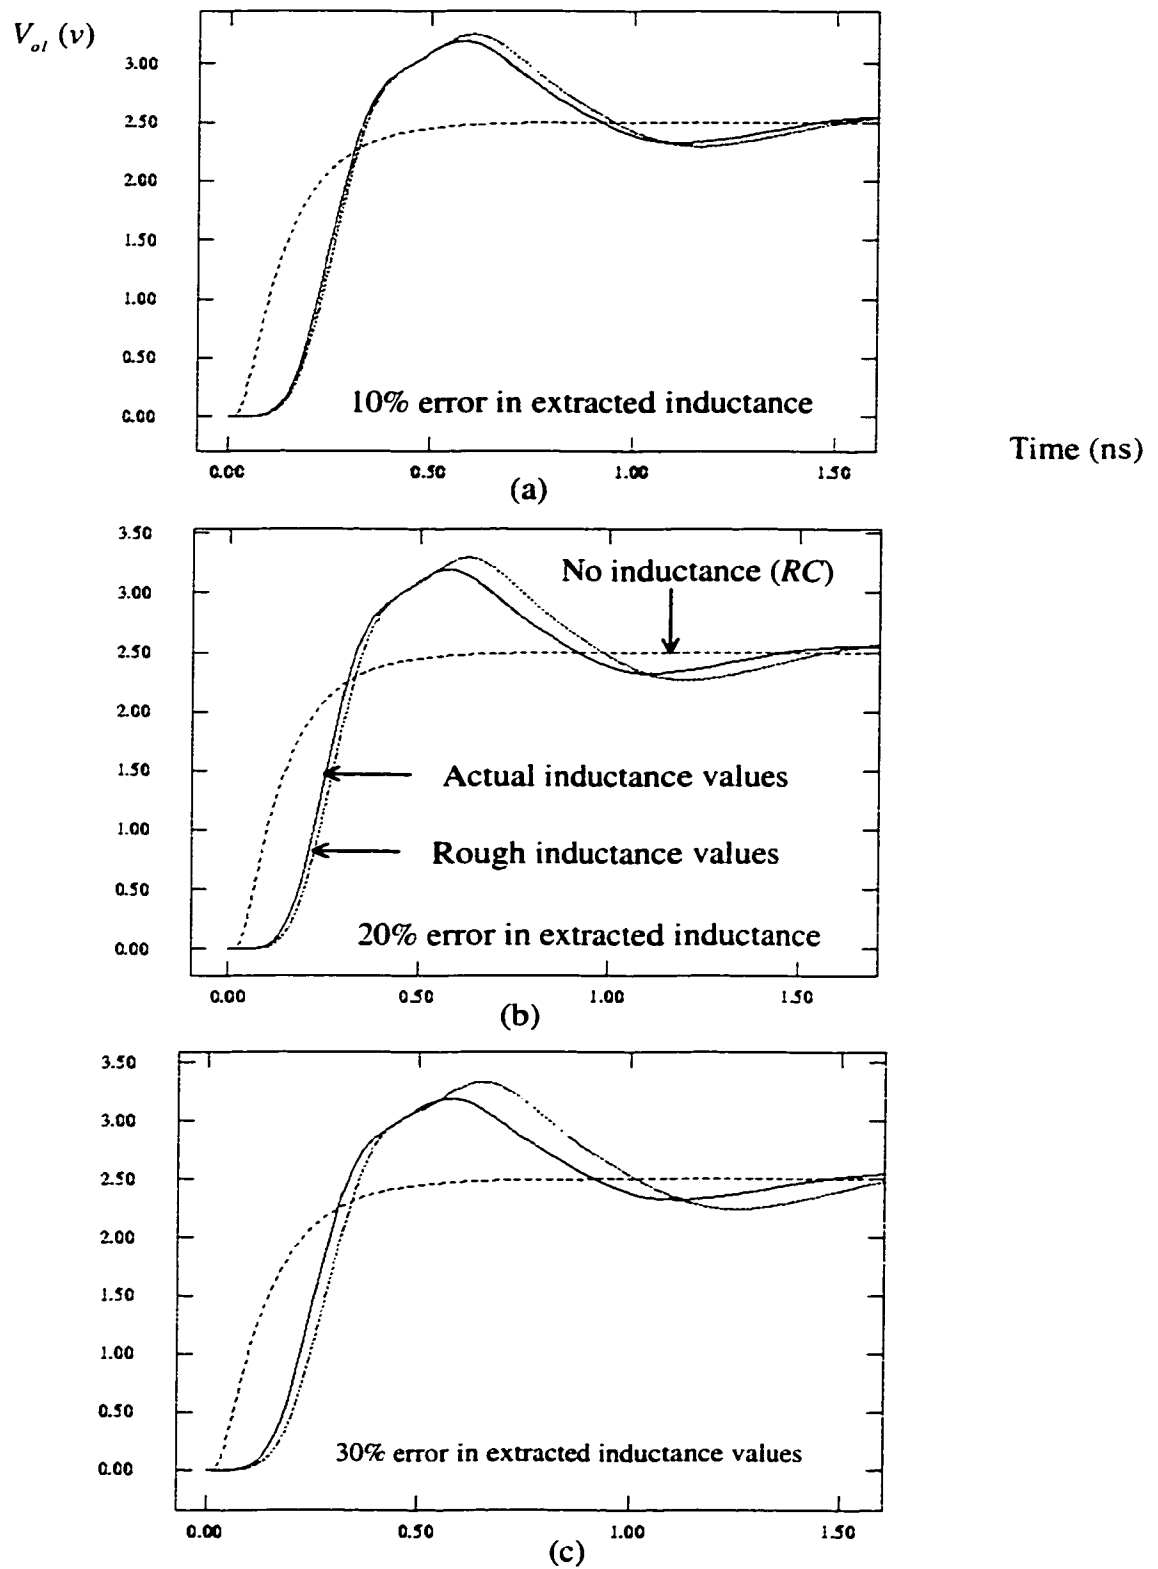 V_ol (v)
3.00
2.50
2.00
1.50
1.00
0.50
0.00
10% error in extracted inductance
0.00 0.50 1.00 1.50
Time (ns)
(a)
3.50
3.00
2.50
2.00
1.50
1.00
0.50
0.00
No inductance (RC)
Actual inductance values
Rough inductance values
20% error in extracted inductance
0.00 0.50 1.00 1.50
(b)
3.50
3.00
2.50
2.00
1.50
1.00
0.50
0.00
30% error in extracted inductance values
0.00 0.50 1.00 1.50
(c)